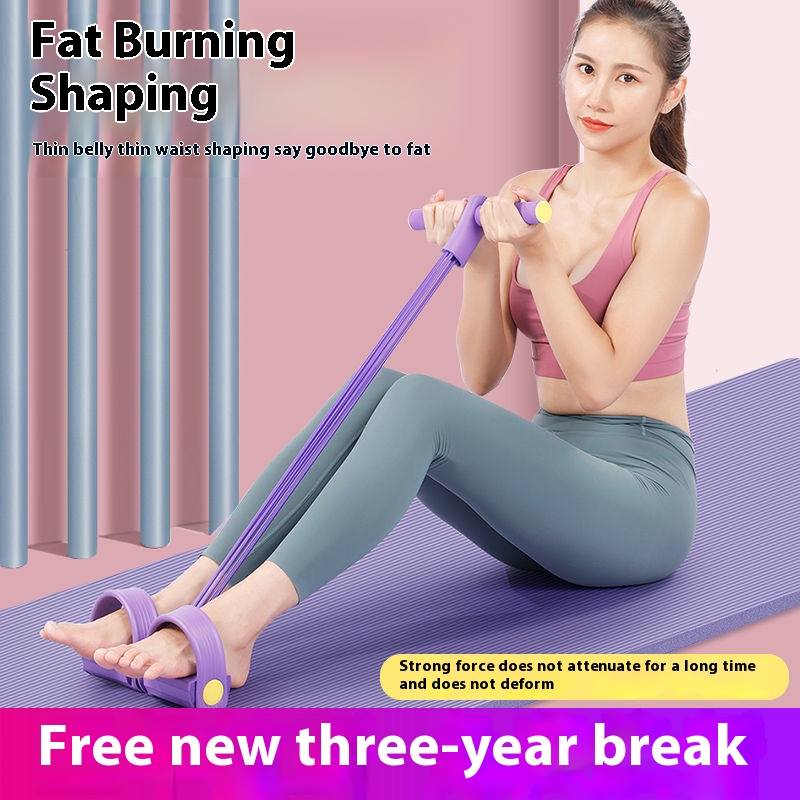 Fat Burning
Shaping
Thin belly thin waist shaping say goodbye to fat
Strong force does not attenuate for a long time
and does not deform
Free new three-year break